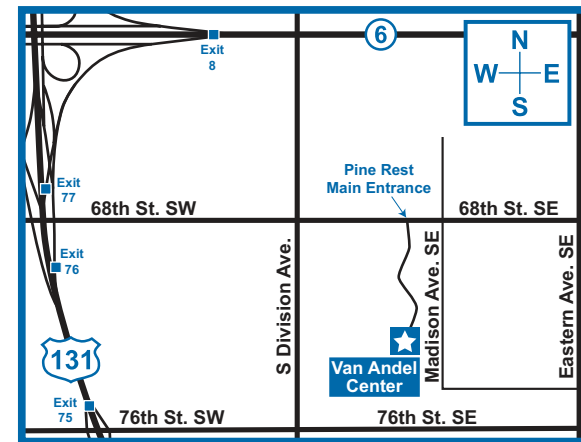 Exit
8
6
N
W E
S
Exit
77
Pine Rest
Main Entrance
68th St. SW
68th St. SE
Exit
76
S Division Ave.
Madison Ave. SE
Eastern Ave. SE
131
Van Andel
Center
Exit
75
76th St. SW
76th St. SE